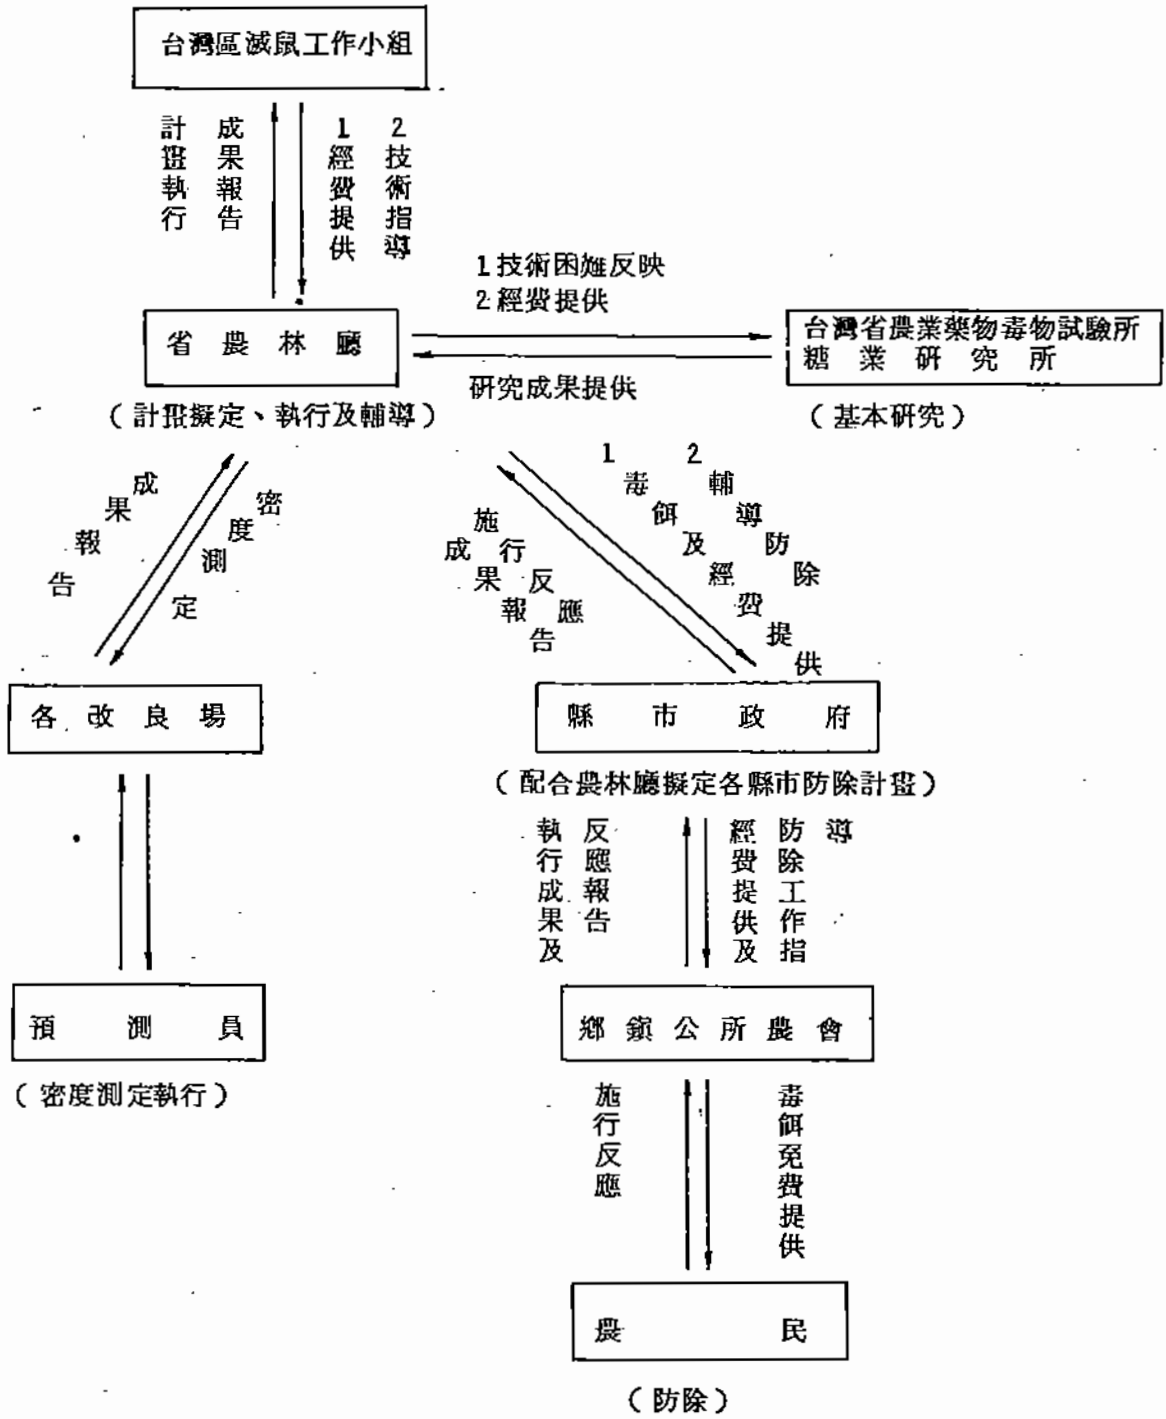 台灣區滅鼠工作小組
計畫執行
成果報告
1經費提供
2技術指導
1技術困難反映
2經費提供
省農林廳
台灣省農業藥物毒物試驗所
糖業研究所
研究成果提供
(計畫擬定、執行及輔導)
(基本研究)
成果報告
密度測定
施行反應
成果報告
1毒餌及經費提供
2輔導防除
各改良場
縣市政府
(配合農林廳擬定各縣市防除計畫)
執行成果及
反應報告
經費提供及
防除工作指
導
預測員
鄉鎮公所農會
(密度測定執行)
施行反應
毒餌免費提供
農民
(防除)